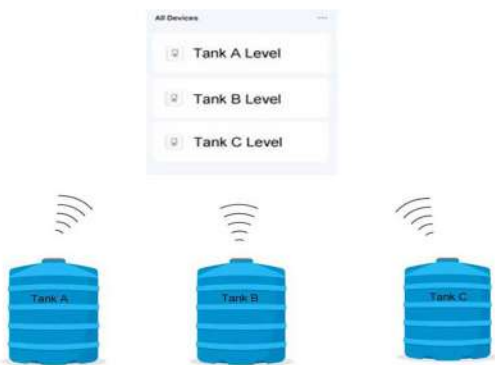 All Devices
Tank A Level
Tank B Level
Tank C Level
Tank A
Tank B
Tank C